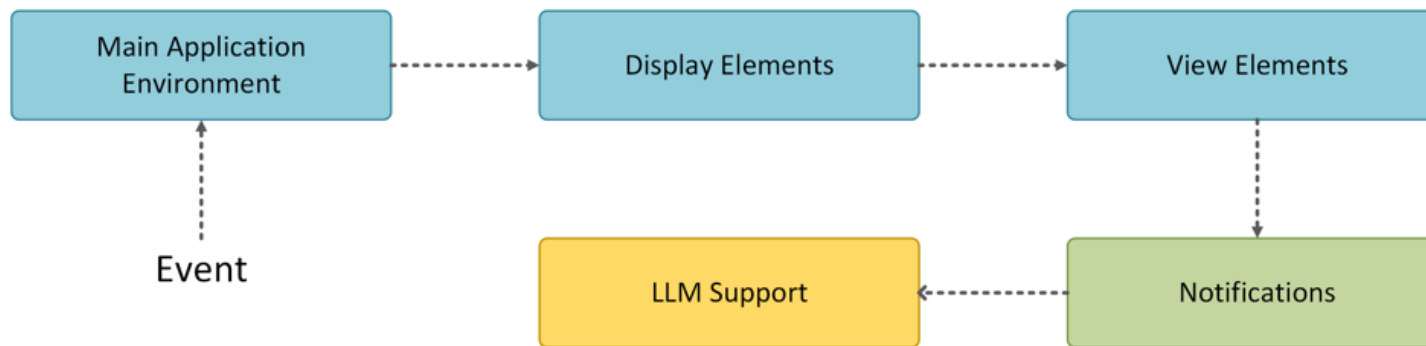 Main Application
Environment
Display Elements
View Elements
Event
LLM Support
Notifications